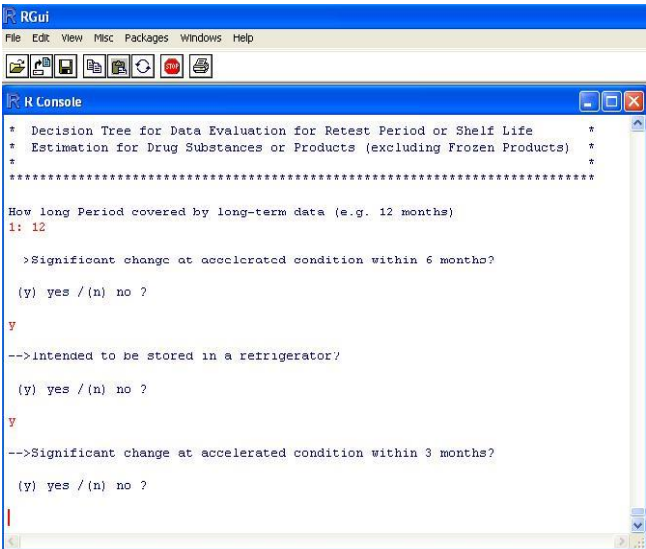 RGui
File Edit View Misc Packages Windows Help
STOP
R Console
* Decision Tree for Data Evaluation for Retest Period or Shelf Life *
* Estimation for Drug Substances or Products (excluding Frozen Products) *
* *
****************************************************************************
How long Period covered by long-term data (e.g. 12 months)
1: 12
>Significant change at accelerated condition within 6 months?
(y) yes /(n) no ?
y
-->Intended to be stored in a refrigerator?
(y) yes /(n) no ?
y
-->Significant change at accelerated condition within 3 months?
(y) yes /(n) no ?